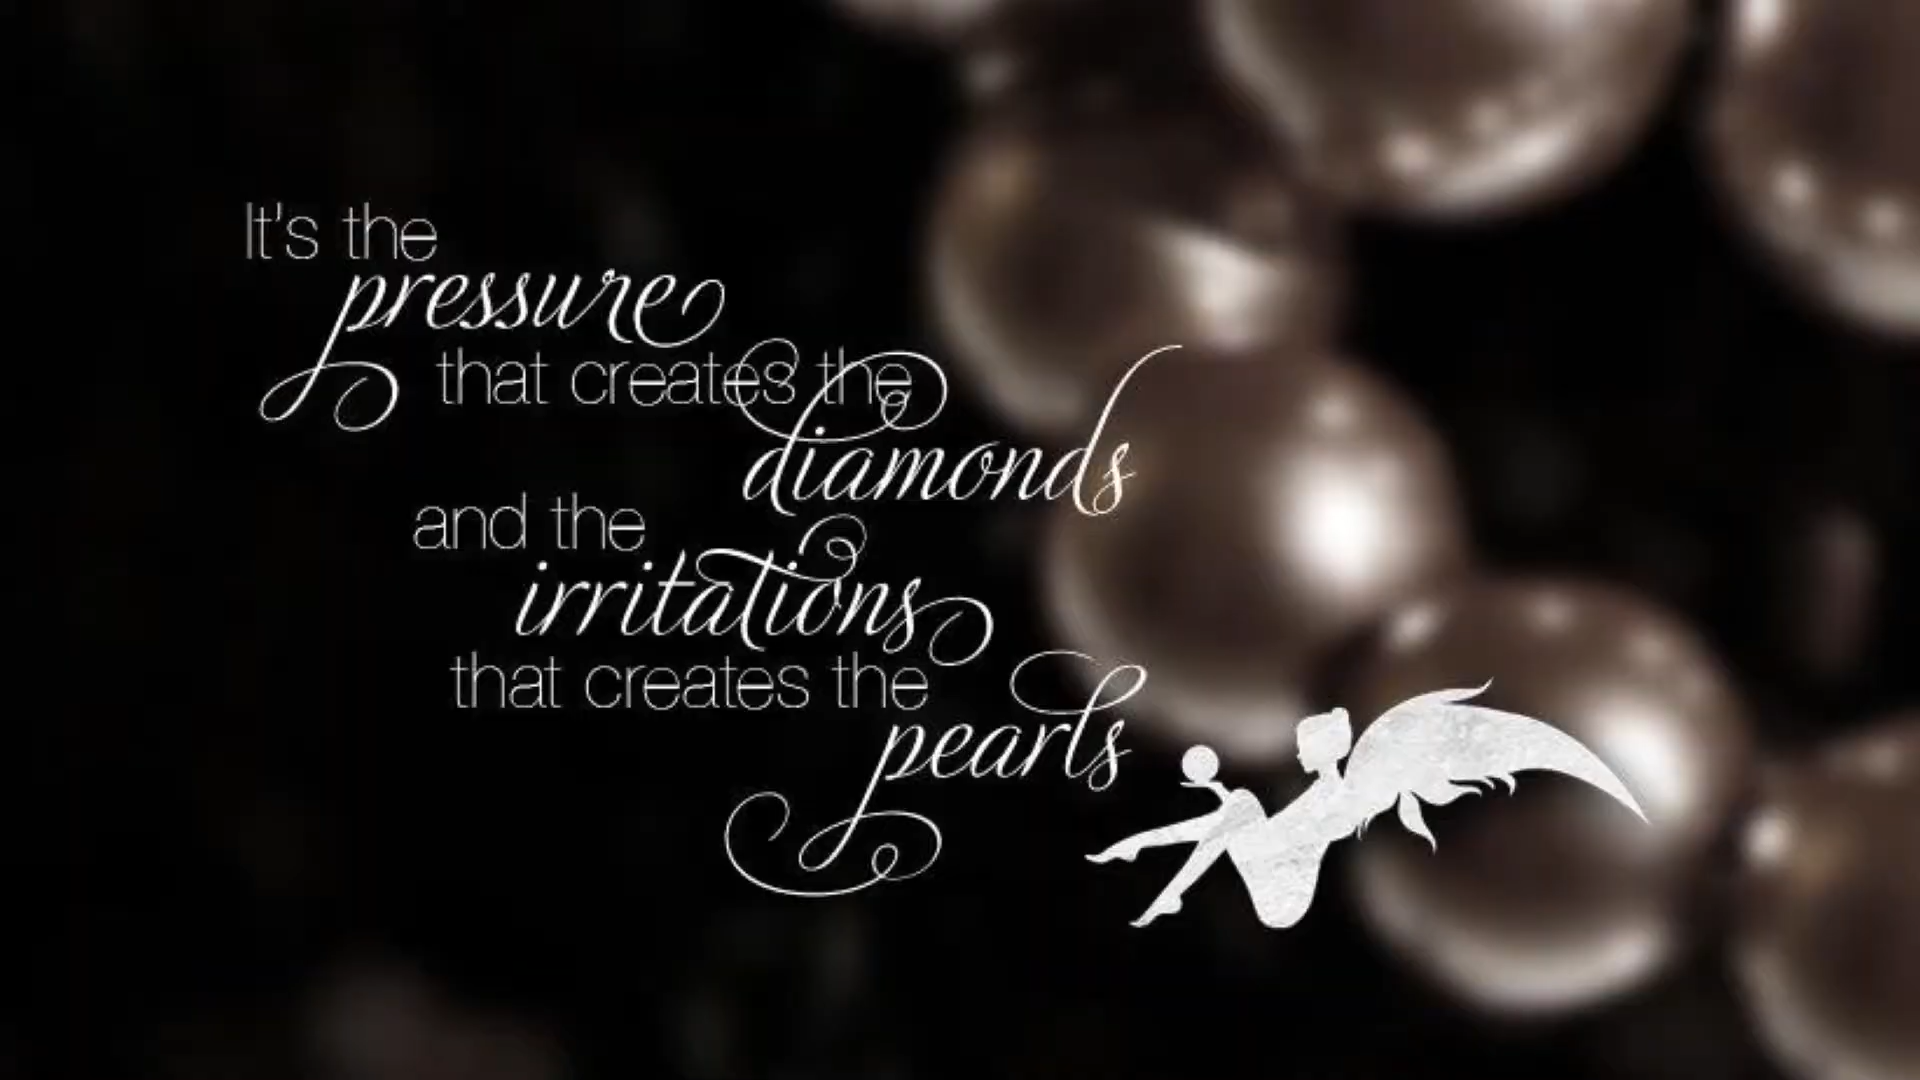 It's the
pressure
that creates the
diamonds
and the
irritations
that creates the
pearls